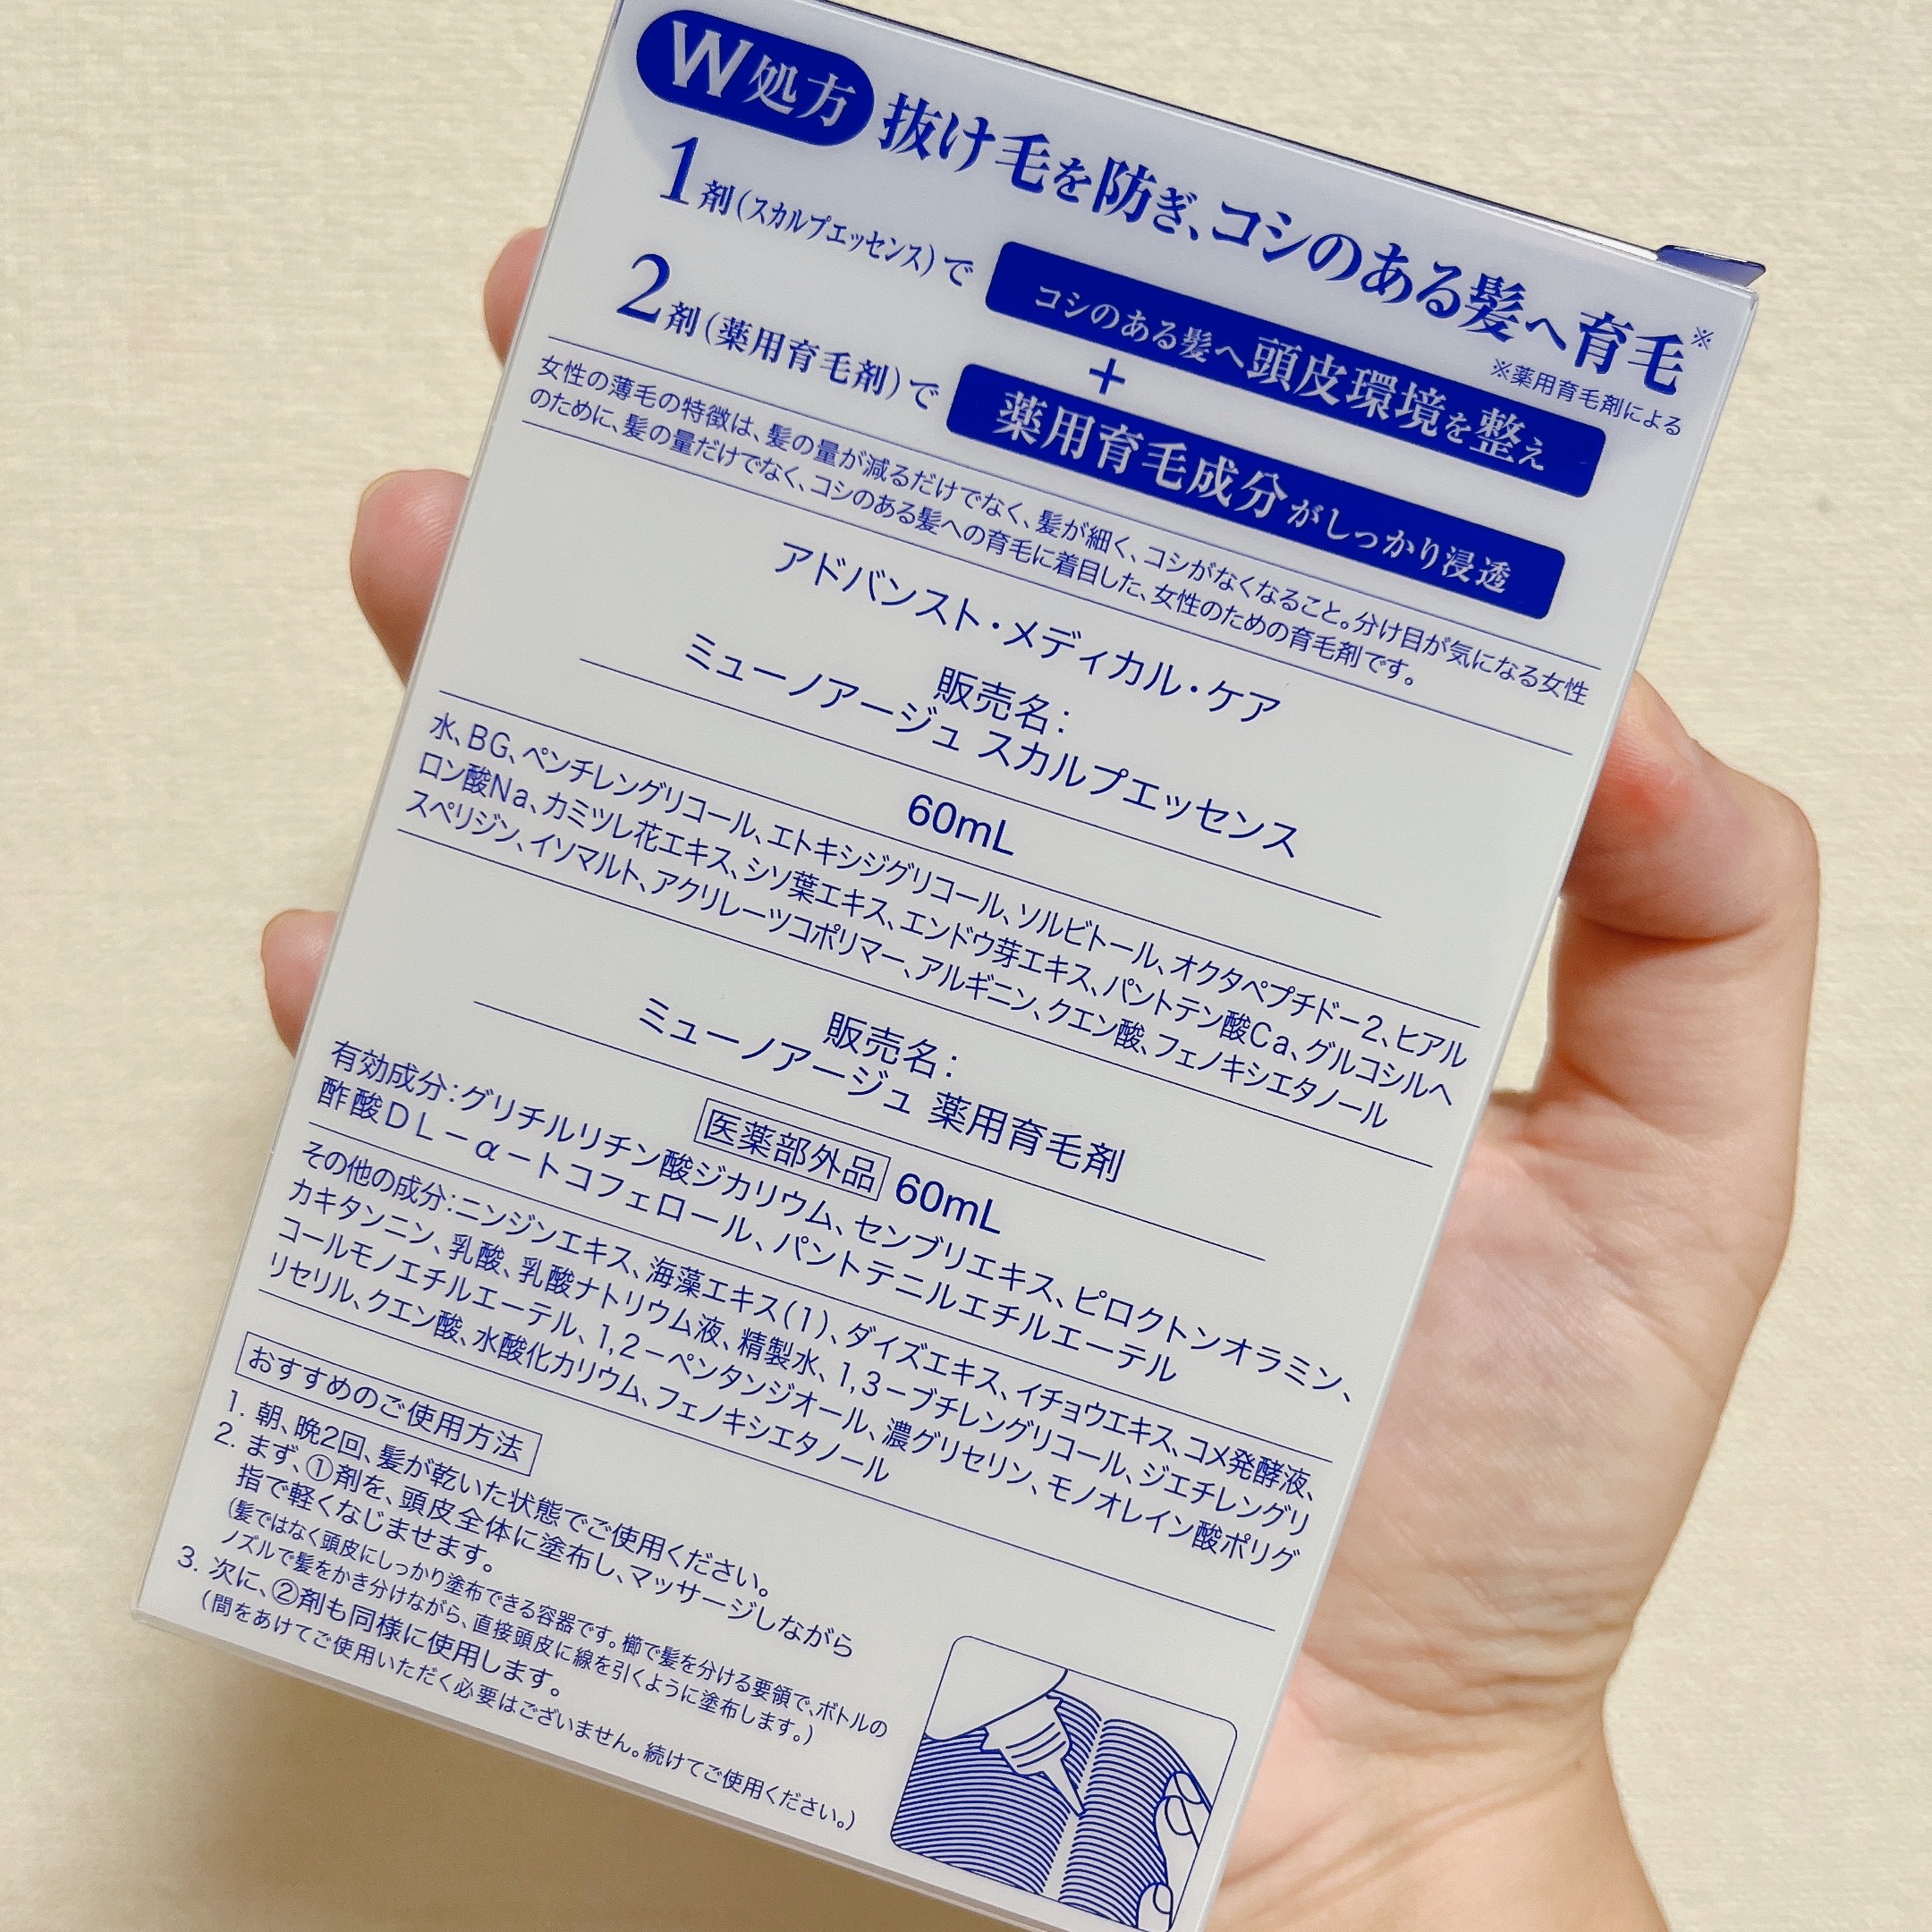 W処方 抜け毛を防ぎ、コシのある髪へ育毛※
※薬用育毛剤による
1剤(スカルプエッセンス)で コシのある髪へ頭皮環境を整え
+
2剤(薬用育毛剤)で 薬用育毛成分がしっかり浸透
女性の薄毛の特徴は、髪の量が減るだけでなく、髪が細く、コシがなくなること。分け目が気になる女性
のために、髪の量だけでなく、コシのある髪への育毛に着目した、女性のための育毛剤です。
アドバンスト・メディカル・ケア
販売名:
ミューノアージュ スカルプエッセンス
60mL
水、BG、ペンチレングリコール、エトキシジグリコール、ソルビトール、オクタペプチドー2、ヒアル
ロン酸Na、カミツレ花エキス、シソ葉エキス、エンドウ芽エキス、パントテン酸Ca、グルコシルヘ
スペリジン、イソマルト、アクリレーツコポリマー、アルギニン、クエン酸、フェノキシエタノール
販売名:
ミューノアージュ 薬用育毛剤
医薬部外品 60mL
有効成分:グリチルリチン酸ジカリウム、センブリエキス、ピロクトンオラミン、
酢酸DL－α－トコフェロール、パントテニルエチルエーテル
その他の成分:ニンジンエキス、海藻エキス(1)、ダイズエキス、イチョウエキス、コメ発酵液、
カキタンニン、乳酸、乳酸ナトリウム液、精製水、1,3－ブチレングリコール、ジエチレングリ
コールモノエチルエーテル、1,2－ペンタンジオール、濃グリセリン、モノオレイン酸ポリグ
リセリル、クエン酸、水酸化カリウム、フェノキシエタノール
おすすめのご使用方法
1. 朝、晩2回、髪が乾いた状態でご使用ください。
2. まず、①剤を、頭皮全体に塗布し、マッサージしながら
指で軽くなじませます。
(髪ではなく頭皮にしっかり塗布できる容器です。櫛で髪を分ける要領で、ボトルの
ノズルで髪をかき分けながら、直接頭皮に線を引くように塗布します。)
3. 次に、②剤も同様に使用します。
(間をあけてご使用いただく必要はございません。続けてご使用ください。)